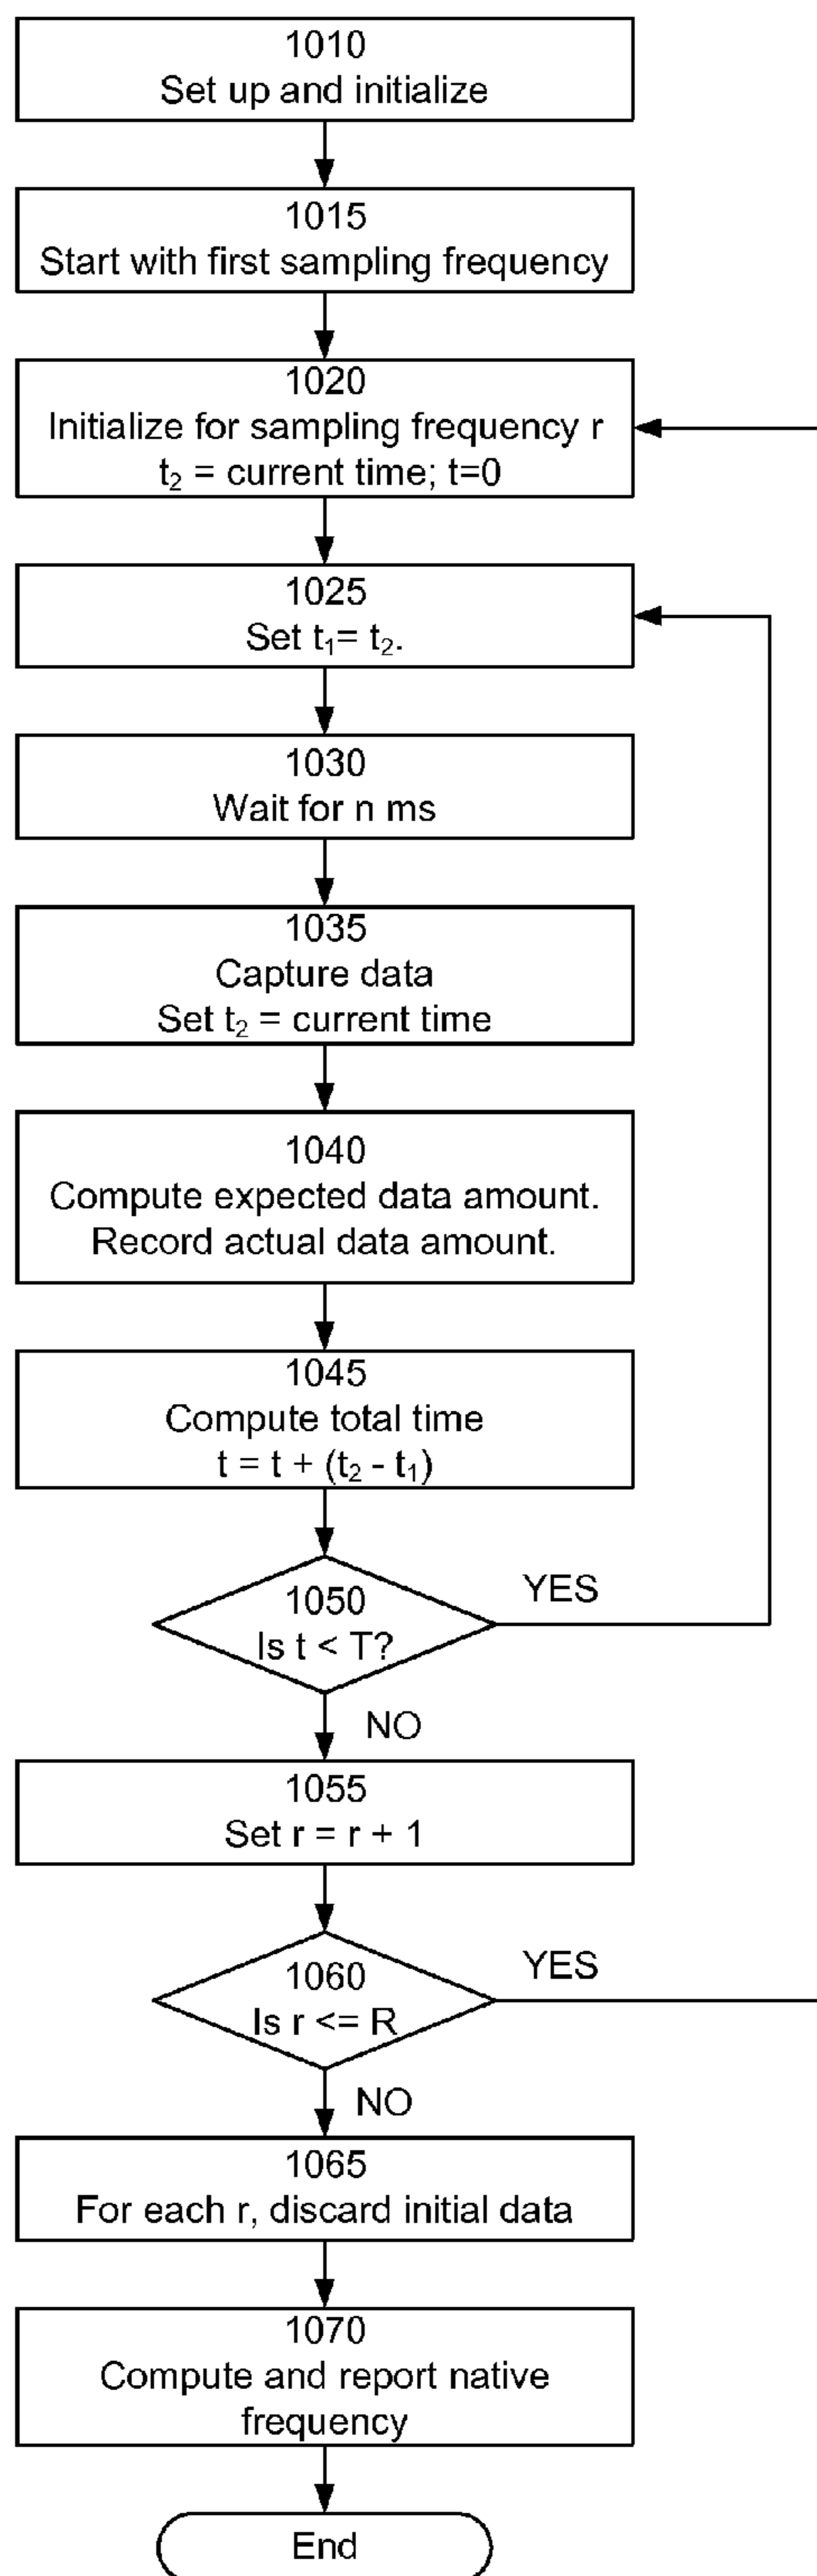 1010
Set up and initialize
1015
Start with first sampling frequency
1020
Initialize for sampling frequency r
t₂ = current time; t=0
1025
Set t₁= t₂.
1030
Wait for n ms
1035
Capture data
Set t₂ = current time
1040
Compute expected data amount.
Record actual data amount.
1045
Compute total time
t = t + (t₂ - t₁)
1050
Is t < T?
YES
NO
1055
Set r = r + 1
1060
Is r <= R
YES
NO
1065
For each r, discard initial data
1070
Compute and report native
frequency
End